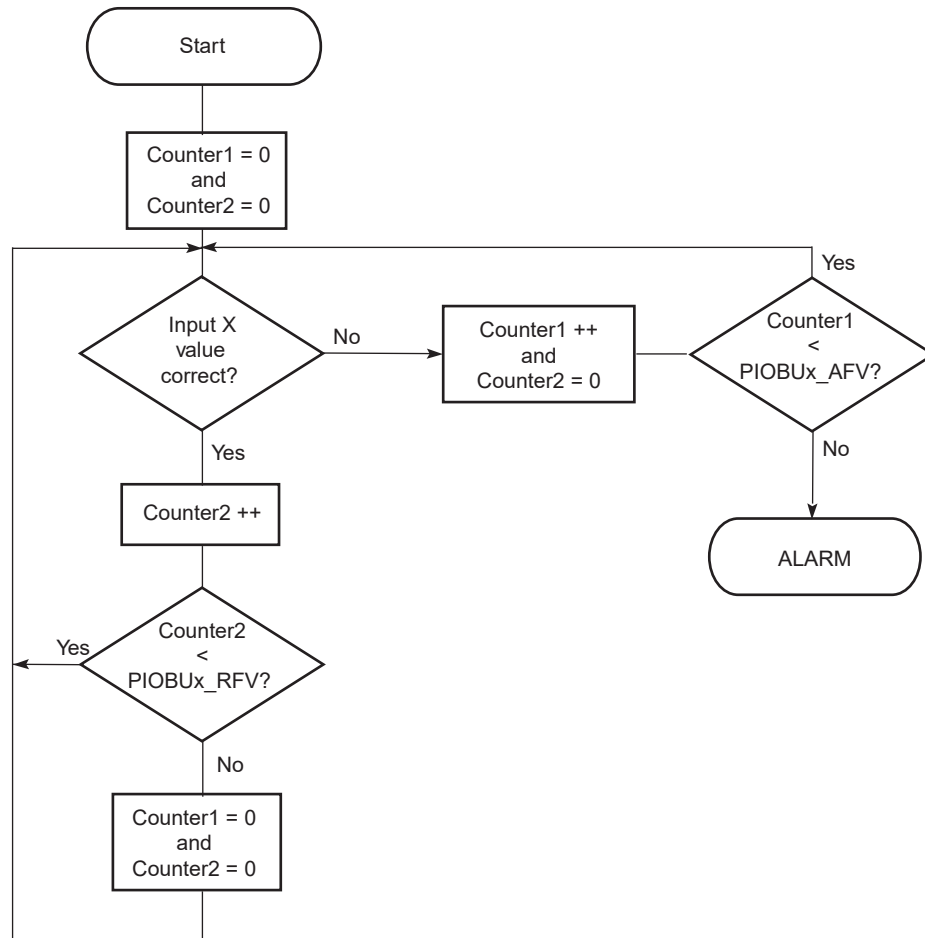 Start
Counter1 = 0
and
Counter2 = 0
Yes
Input X
value
correct?
No
Counter1 ++
and
Counter2 = 0
Counter1
<
PIOBUx_AFV?
Yes
No
Counter2 ++
ALARM
Counter2
<
PIOBUx_RFV?
Yes
No
Counter1 = 0
and
Counter2 = 0